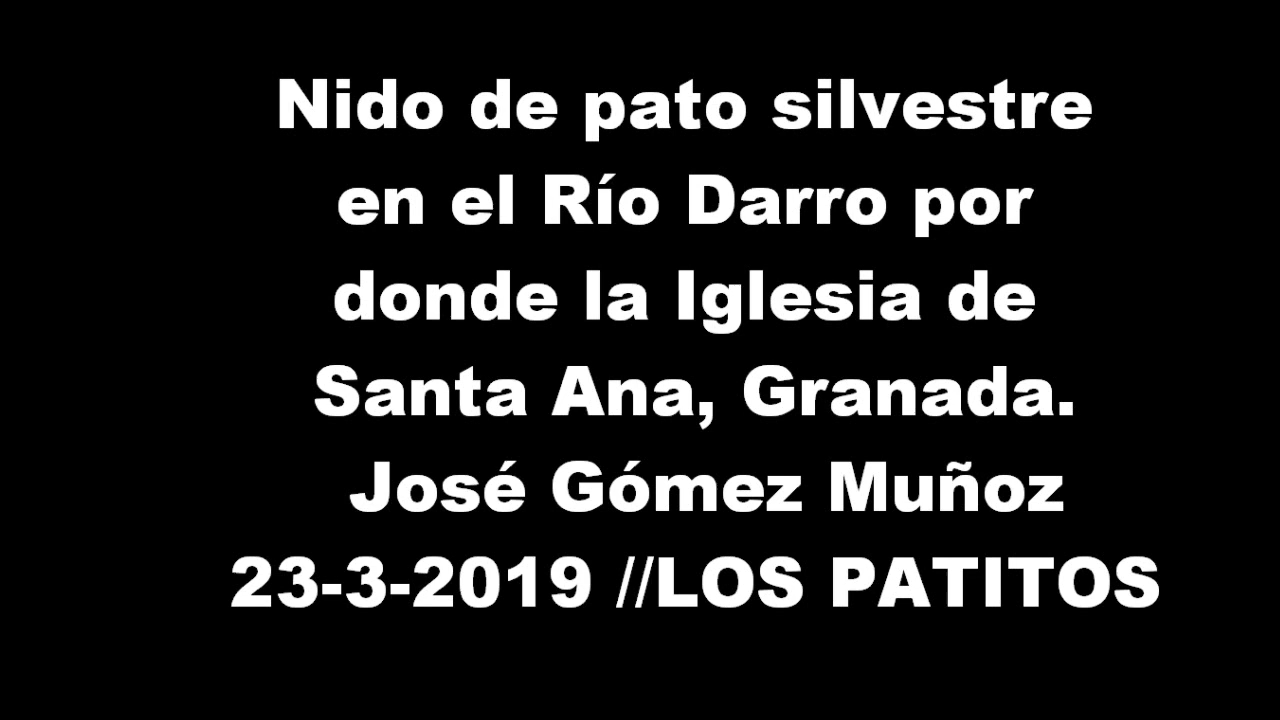 Nido de pato silvestre
en el Río Darro por
donde la Iglesia de
Santa Ana, Granada.
José Gómez Muñoz
23-3-2019 //LOS PATITOS